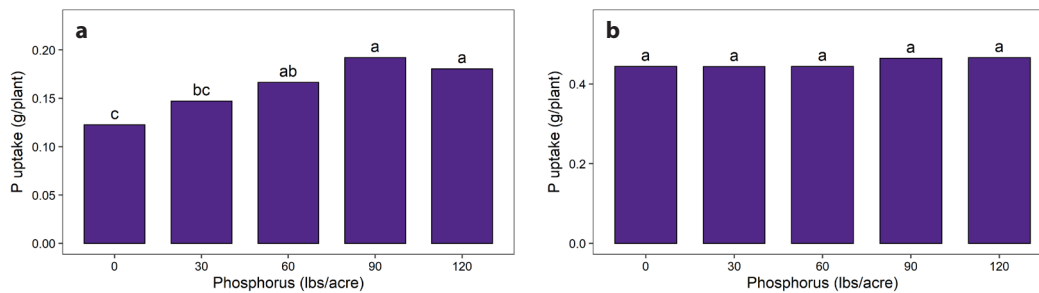 a
P uptake (g/plant)
0.20
0.15
0.10
0.05
0.00
c
bc
ab
a
a
0 30 60 90 120
Phosphorus (lbs/acre)
b
P uptake (g/plant)
0.4
0.2
0.0
a
a
a
a
a
0 30 60 90 120
Phosphorus (lbs/acre)